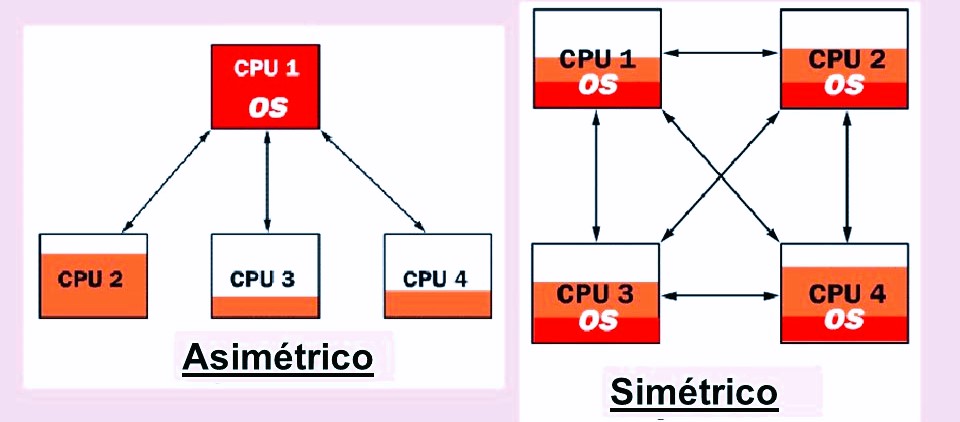 CPU 1
OS
CPU 2
CPU 3
CPU 4
Asimétrico
CPU 1
OS
CPU 2
OS
CPU 3
OS
CPU 4
OS
Simétrico